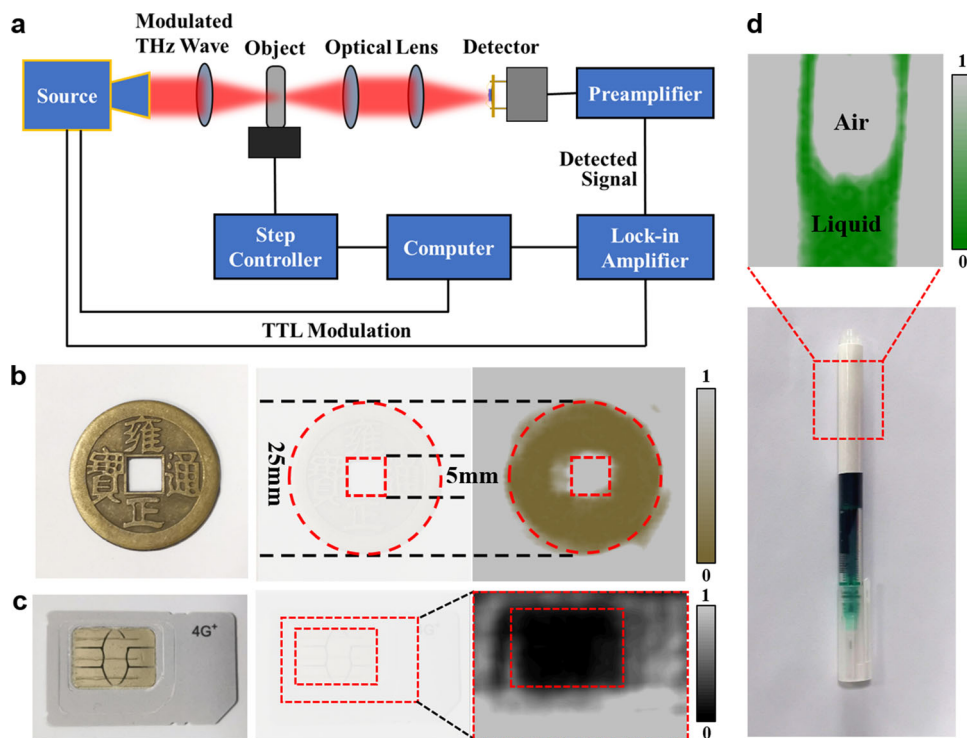 a
Modulated
THz Wave
Object
Optical Lens
Detector
Source
Preamplifier
Detected
Signal
Step
Controller
Computer
Lock-in
Amplifier
TTL Modulation
b
雍
寶 通
正
25mm
5mm
1
0
c
4G+
4G+
1
0
d
Air
Liquid
1
0